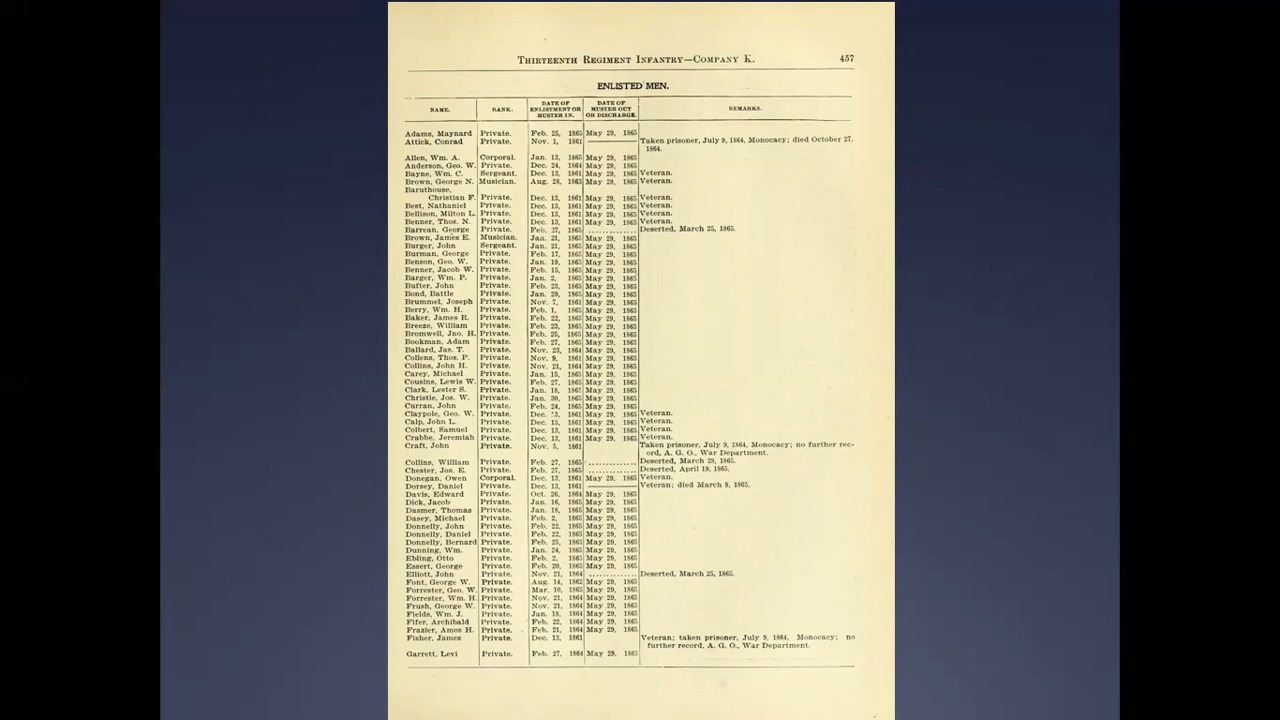 THIRTEENTH REGIMENT INFANTRY—COMPANY K. 457
ENLISTED MEN.
NAME. RANK. DATE OF ENLISTMENT OR MUSTER IN. DATE OF MUSTER OUT OR DISCHARGE. REMARKS.
Adams, Maynard Private. Feb. 25, 1865 May 29, 1865
Attick, Conrad Private. Nov. 1, 1861 Taken prisoner, July 9, 1864, Monocacy; died October 27,
1864.
Allen, Wm. A. Corporal. Jan. 13, 1865 May 29, 1865
Anderson, Geo. W. Private. Dec. 24, 1864 May 29, 1865
Bayne, Wm. C. Sergeant. Dec. 13, 1861 May 29, 1865 Veteran.
Brown, George N. Musician. Aug. 28, 1863 May 29, 1865 Veteran.
Baruthouse,
Christian F. Private. Dec. 13, 1861 May 29, 1865 Veteran.
Best, Nathaniel Private. Dec. 13, 1861 May 29, 1865 Veteran.
Bellison, Milton L. Private. Dec. 13, 1861 May 29, 1865 Veteran.
Benner, Thos. N. Private. Dec. 13, 1861 May 29, 1865 Veteran.
Barrean, George Private. Feb. 27, 1865 ............. Deserted, March 25, 1865.
Brown, James E. Musician. Jan. 21, 1865 May 29, 1865
Burger, John Sergeant. Jan. 21, 1865 May 29, 1865
Burman, George Private. Feb. 17, 1865 May 29, 1865
Benson, Geo. W. Private. Jan. 19, 1865 May 29, 1865
Benner, Jacob W. Private. Feb. 15, 1865 May 29, 1865
Barger, Wm. P. Private. Jan. 2, 1865 May 29, 1865
Bufter, John Private. Feb. 23, 1865 May 29, 1865
Bond, Battle Private. Jan. 29, 1865 May 29, 1865
Brummel, Joseph Private. Nov. 7, 1861 May 29, 1865
Berry, Wm. H. Private. Feb. 1, 1865 May 29, 1865
Baker, James R. Private. Feb. 22, 1865 May 29, 1865
Breeze, William Private. Feb. 23, 1865 May 29, 1865
Bromwell, Jno. H. Private. Feb. 25, 1865 May 29, 1865
Bookman, Adam Private. Feb. 27, 1865 May 29, 1865
Ballard, Jas. T. Private. Nov. 23, 1864 May 29, 1865
Collens, Thos. P. Private. Nov. 9, 1861 May 29, 1865
Collins, John H. Private. Nov. 21, 1864 May 29, 1865
Carey, Michael Private. Jan. 15, 1865 May 29, 1865
Cousins, Lewis W. Private. Feb. 27, 1865 May 29, 1865
Clark, Lester S. Private. Jan. 18, 1865 May 29, 1865
Christie, Jos. W. Private. Jan. 30, 1865 May 29, 1865
Curran, John Private. Feb. 24, 1865 May 29, 1865
Claypole, Geo. W. Private. Dec. 13, 1861 May 29, 1865 Veteran.
Calp, John L. Private. Dec. 13, 1861 May 29, 1865 Veteran.
Colbert, Samuel Private. Dec. 13, 1861 May 29, 1865 Veteran.
Crabbe, Jeremiah Private. Dec. 13, 1861 May 29, 1865 Veteran.
Craft, John Private. Nov. 5, 1861 Taken prisoner, July 9, 1864, Monocacy; no further rec-
ord, A. G. O., War Department.
Collins, William Private. Feb. 27, 1865 ............. Deserted, March 28, 1865.
Chester, Jos. E. Private. Feb. 27, 1865 ............. Deserted, April 19, 1865.
Donegan, Owen Corporal. Dec. 13, 1861 May 29, 1865 Veteran.
Dorsey, Daniel Private. Dec. 13, 1861 Veteran; died March 8, 1865.
Davis, Edward Private. Oct. 26, 1864 May 29, 1865
Dick, Jacob Private. Jan. 16, 1865 May 29, 1865
Dasmer, Thomas Private. Jan. 18, 1865 May 29, 1865
Dasey, Michael Private. Feb. 2, 1865 May 29, 1865
Donnelly, John Private. Feb. 22, 1865 May 29, 1865
Donnelly, Daniel Private. Feb. 22, 1865 May 29, 1865
Donnelly, Bernard Private. Feb. 25, 1865 May 29, 1865
Dunning, Wm. Private. Jan. 24, 1865 May 29, 1865
Ebling, Otto Private. Feb. 2, 1865 May 29, 1865
Essert, George Private. Feb. 20, 1865 May 29, 1865
Elliott, John Private. Nov. 21, 1864 ............. Deserted, March 25, 1865.
Font, George W. Private. Aug. 14, 1862 May 29, 1865
Forrester, Geo. W. Private. Mar. 10, 1865 May 29, 1865
Forrester, Wm. H. Private. Nov. 21, 1864 May 29, 1865
Frush, George W. Private. Nov. 21, 1864 May 29, 1865
Fields, Wm. J. Private. Jan. 18, 1864 May 29, 1865
Fifer, Archibald Private. Feb. 22, 1864 May 29, 1865
Frazier, Amos H. Private. Feb. 21, 1864 May 29, 1865
Fisher, James Private. Dec. 13, 1861 Veteran; taken prisoner, July 9, 1864, Monocacy; no
further record, A. G. O., War Department.
Garrett, Levi Private. Feb. 27, 1864 May 29, 1865